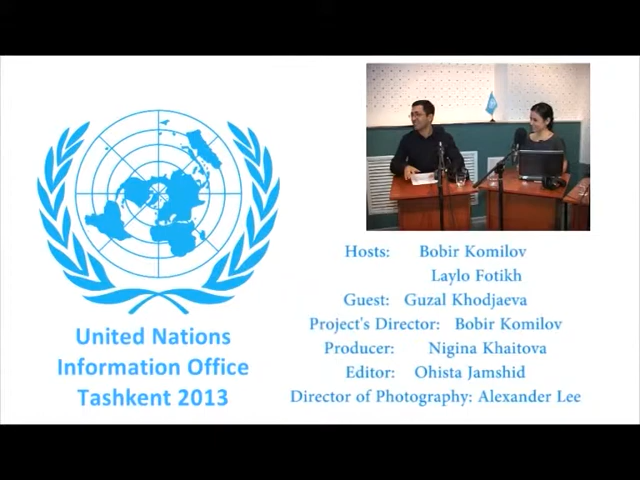 United Nations
Information Office
Tashkent 2013
Hosts: Bobir Komilov
Laylo Fotikh
Guest: Guzal Khodjaeva
Project's Director: Bobir Komilov
Producer: Nigina Khaitova
Editor: Ohista Jamshid
Director of Photography: Alexander Lee